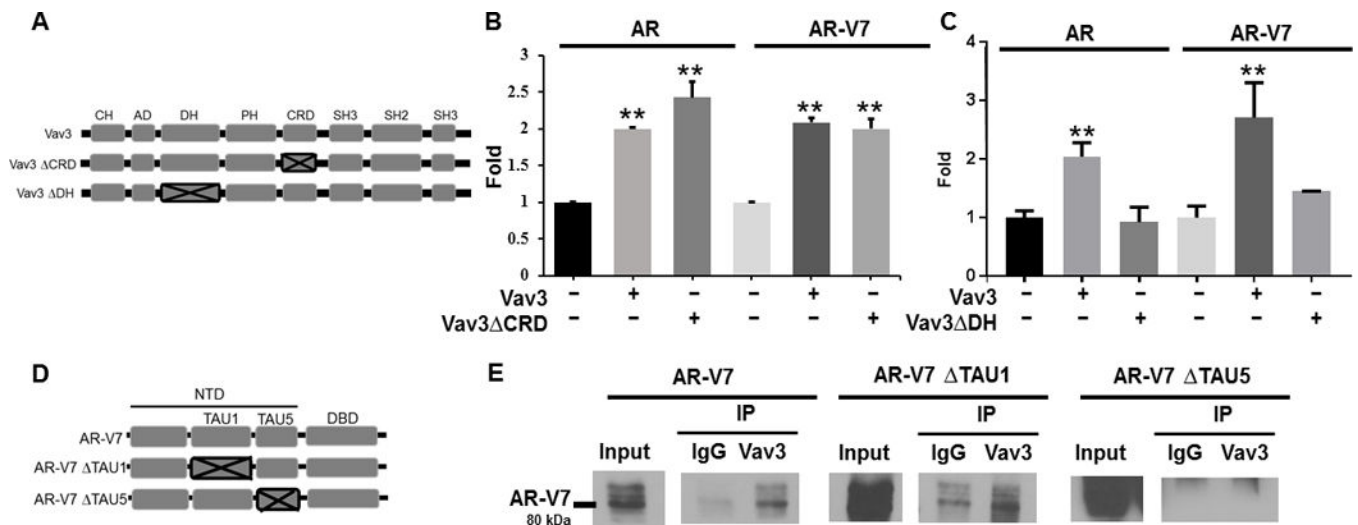 A
CH AD DH PH CRD SH3 SH2 SH3
Vav3
Vav3 ΔCRD
Vav3 ΔDH
B
AR AR-V7
3
2.5
2
1.5
1
0.5
0
Fold
** ** ** **
Vav3 – + – – + –
Vav3ΔCRD – – + – – +
C
AR AR-V7
4
3
2
1
0
Fold
** **
Vav3 – + – – + –
Vav3ΔDH – – + – – +
D
NTD
TAU1 TAU5 DBD
AR-V7
AR-V7 ΔTAU1
AR-V7 ΔTAU5
E
AR-V7 AR-V7 ΔTAU1 AR-V7 ΔTAU5
IP IP IP
Input IgG Vav3 Input IgG Vav3 Input IgG Vav3
AR-V7
80 kDa